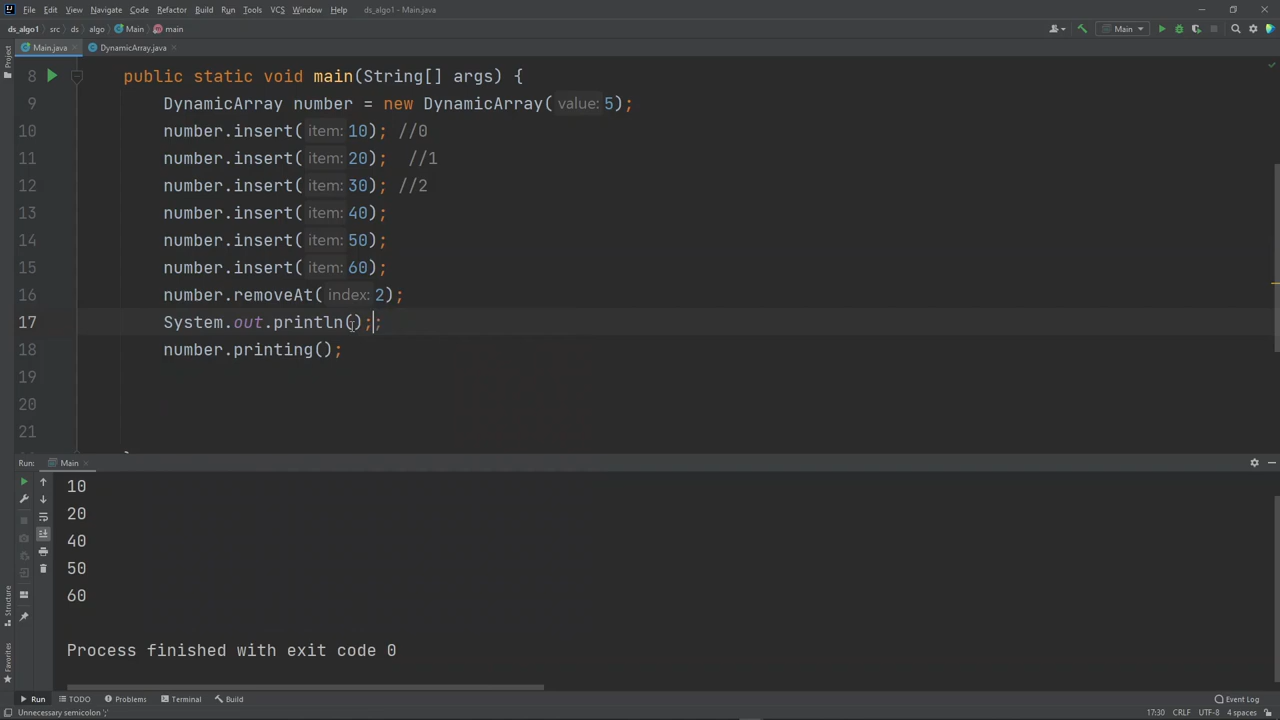 File Edit View Navigate Code Refactor Build Run Tools VCS Window Help ds_algo1 - Main.java
ds_algo1 src ds algo Main main Main
Project
Main.java DynamicArray.java
8 public static void main(String[] args) {
9 DynamicArray number = new DynamicArray( value: 5);
10 number.insert( item: 10); //0
11 number.insert( item: 20); //1
12 number.insert( item: 30); //2
13 number.insert( item: 40);
14 number.insert( item: 50);
15 number.insert( item: 60);
16 number.removeAt( index: 2);
17 System.out.println();;
18 number.printing();
19
20
21
Run: Main
10
20
40
50
60
Process finished with exit code 0
Structure
Favorites
Run TODO Problems Terminal Build Event Log
Unnecessary semicolon ';' 17:30 CRLF UTF-8 4 spaces